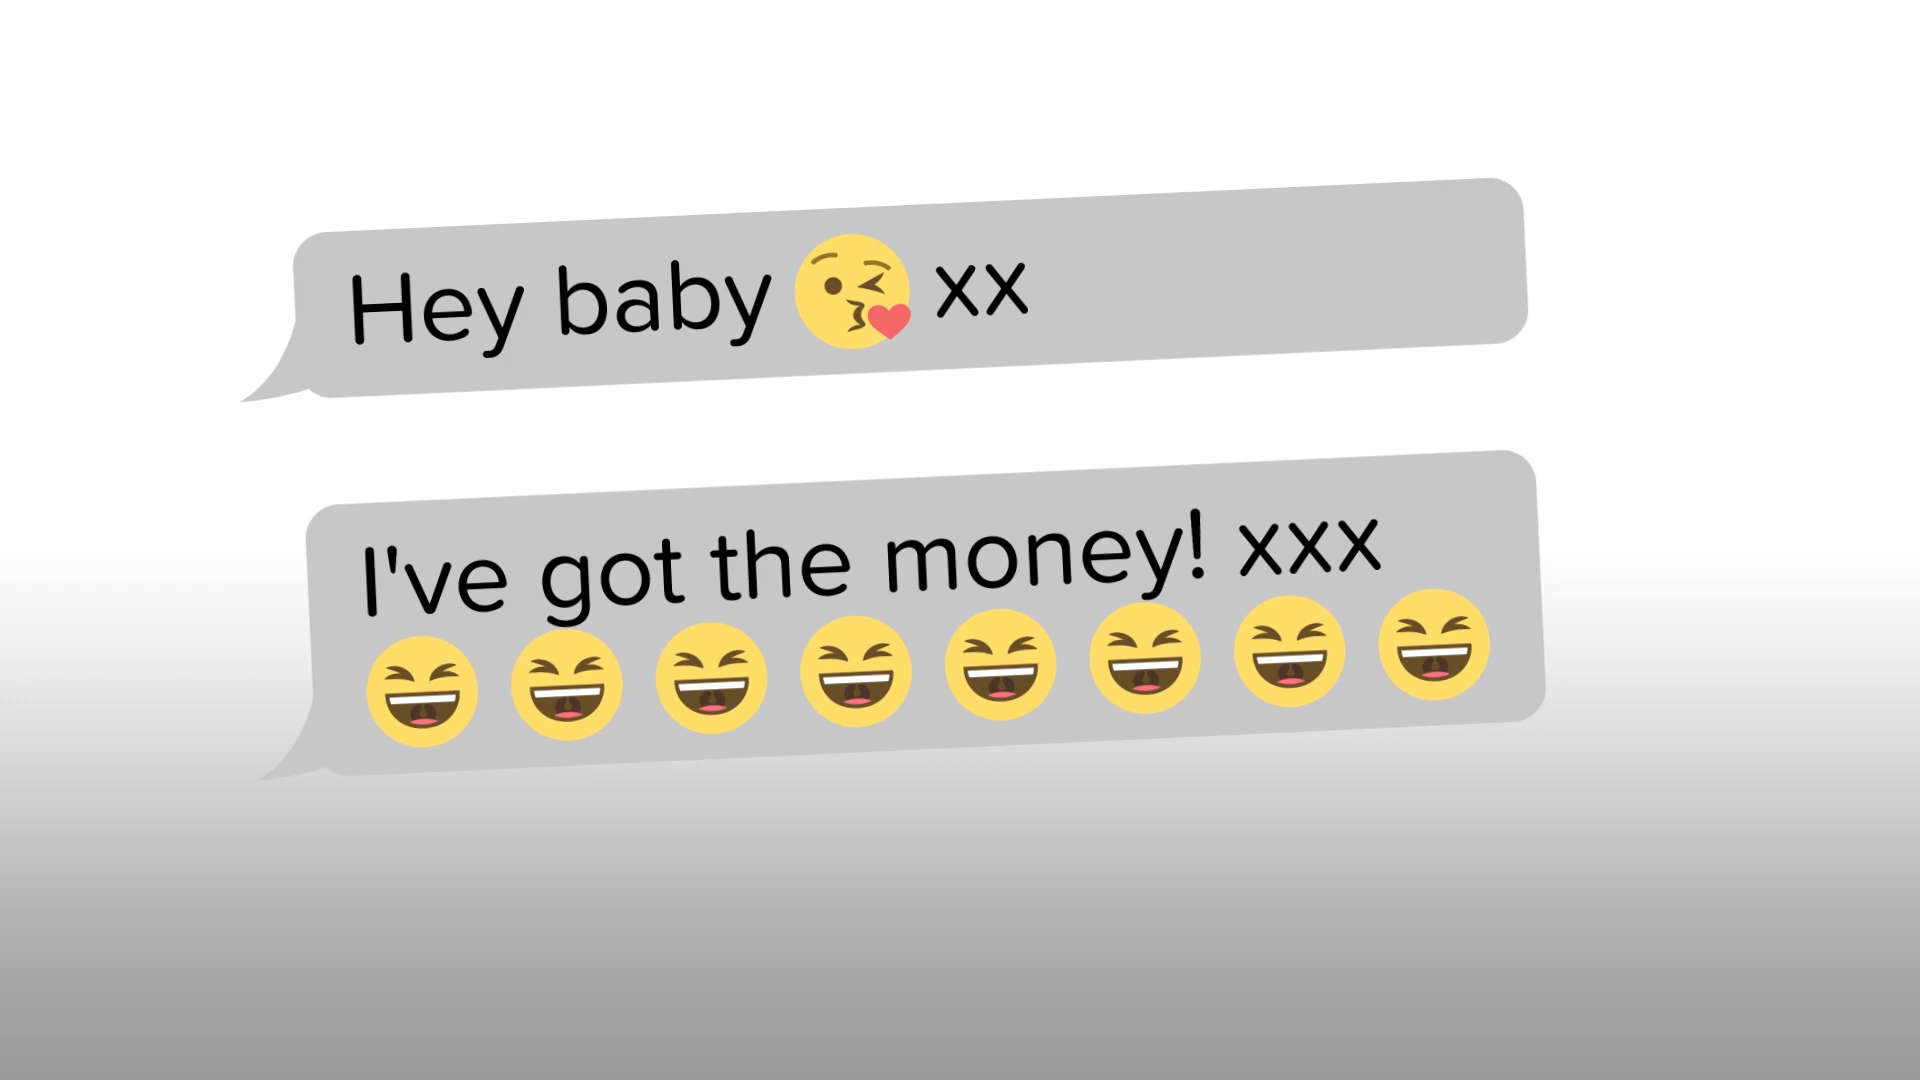 Hey baby 😘 xx
I've got the money! xxx
😆😆😆😆😆😆😆😆